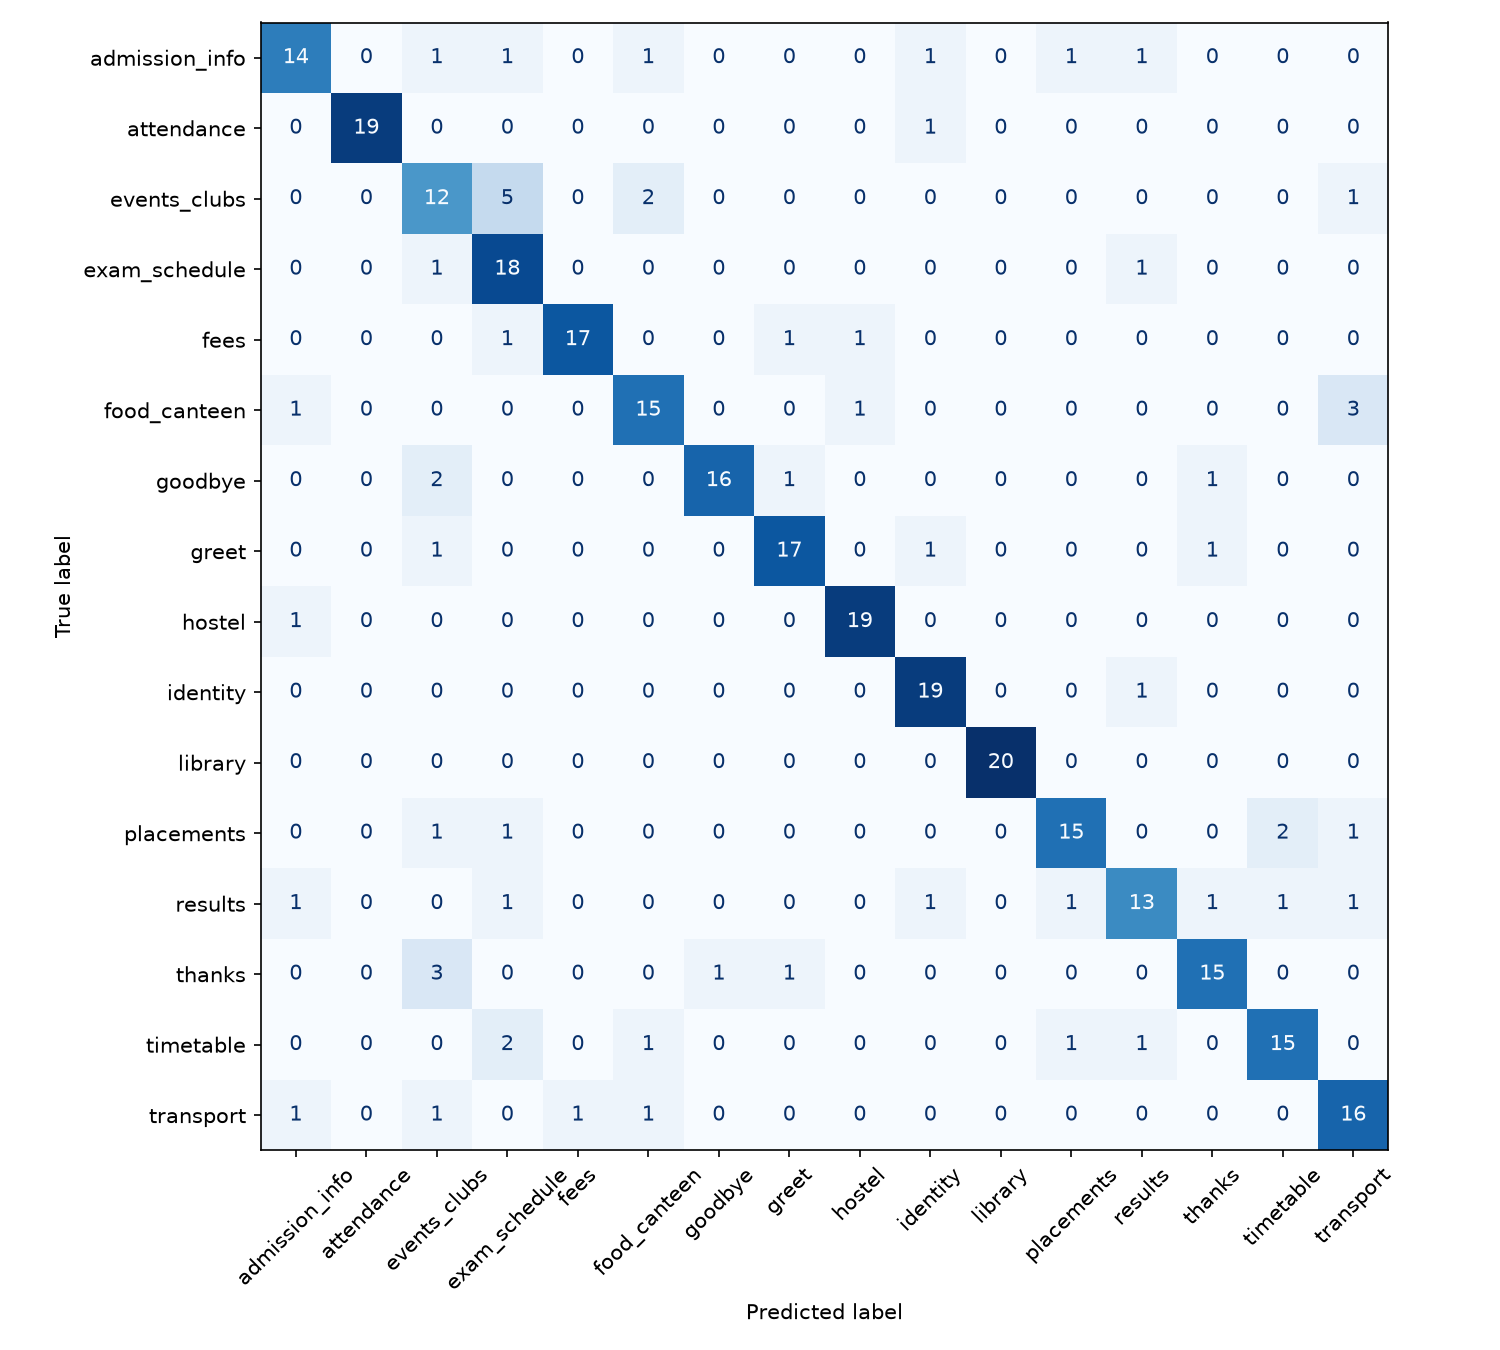 admission_info 14 0 1 1 0 1 0 0 0 1 0 1 1 0 0 0
attendance 0 19 0 0 0 0 0 0 0 1 0 0 0 0 0 0
events_clubs 0 0 12 5 0 2 0 0 0 0 0 0 0 0 0 1
exam_schedule 0 0 1 18 0 0 0 0 0 0 0 0 1 0 0 0
fees 0 0 0 1 17 0 0 1 1 0 0 0 0 0 0 0
food_canteen 1 0 0 0 0 15 0 0 1 0 0 0 0 0 0 3
goodbye 0 0 2 0 0 0 16 1 0 0 0 0 0 1 0 0
greet 0 0 1 0 0 0 0 17 0 1 0 0 0 1 0 0
hostel 1 0 0 0 0 0 0 0 19 0 0 0 0 0 0 0
identity 0 0 0 0 0 0 0 0 0 19 0 0 1 0 0 0
library 0 0 0 0 0 0 0 0 0 0 20 0 0 0 0 0
placements 0 0 1 1 0 0 0 0 0 0 0 15 0 0 2 1
results 1 0 0 1 0 0 0 0 0 1 0 1 13 1 1 1
thanks 0 0 3 0 0 0 1 1 0 0 0 0 0 15 0 0
timetable 0 0 0 2 0 1 0 0 0 0 0 1 1 0 15 0
transport 1 0 1 0 1 1 0 0 0 0 0 0 0 0 0 16
True label
admission_info attendance events_clubs exam_schedule fees food_canteen goodbye greet hostel identity library placements results thanks timetable transport
Predicted label